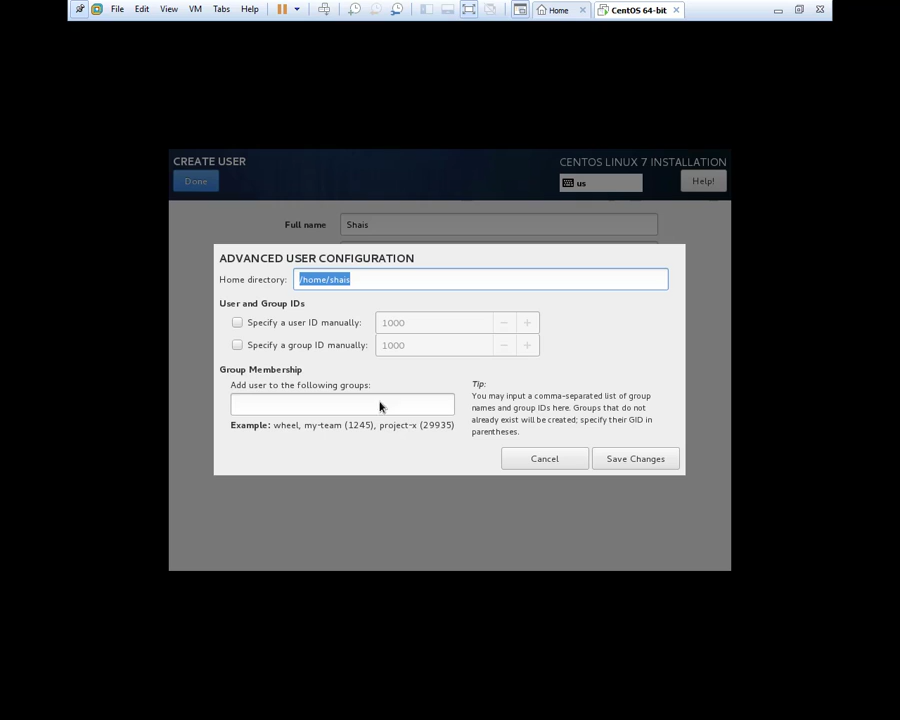 File Edit View VM Tabs Help Home CentOS 64-bit
CREATE USER
CENTOS LINUX 7 INSTALLATION
Done
us
Help!
Full name Shais
ADVANCED USER CONFIGURATION
Home directory: /home/shais
User and Group IDs
Specify a user ID manually: 1000
Specify a group ID manually: 1000
Group Membership
Add user to the following groups:
Example: wheel, my-team (1245), project-x (29935)
Tip:
You may input a comma-separated list of group
names and group IDs here. Groups that do not
already exist will be created; specify their GID in
parentheses.
Cancel
Save Changes